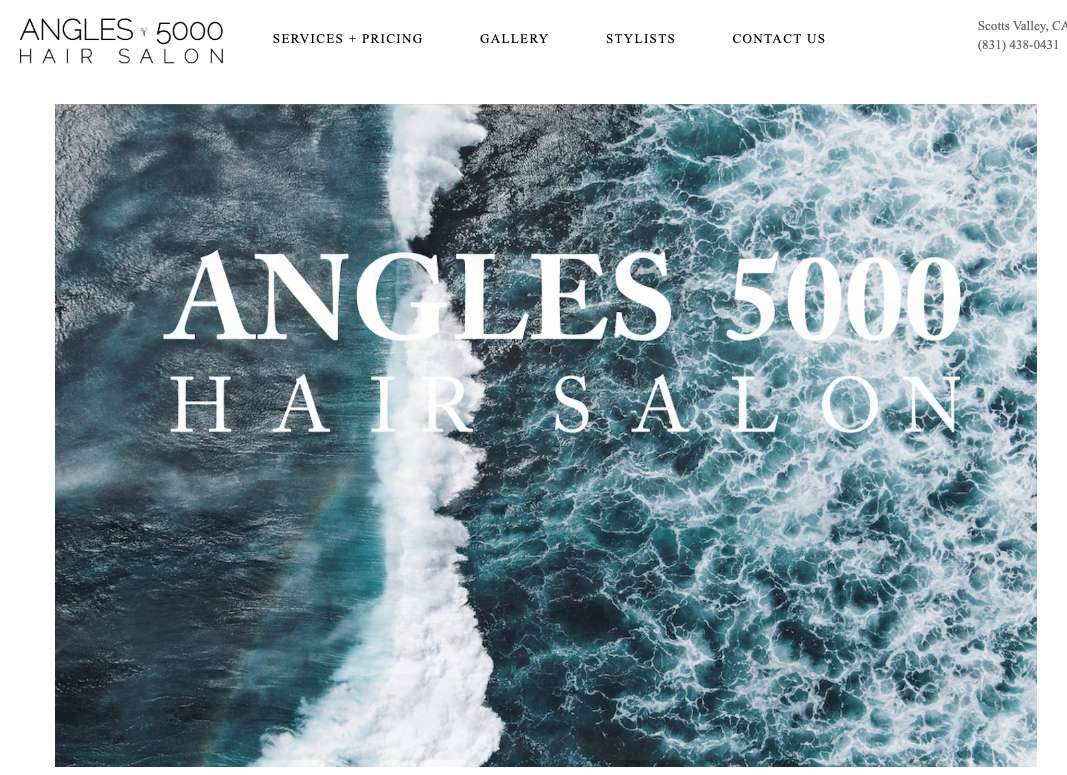 ANGLES 5000
HAIR SALON
SERVICES + PRICING
GALLERY
STYLISTS
CONTACT US
Scotts Valley, CA
(831) 438-0431
ANGLES 5000
HAIR SALON